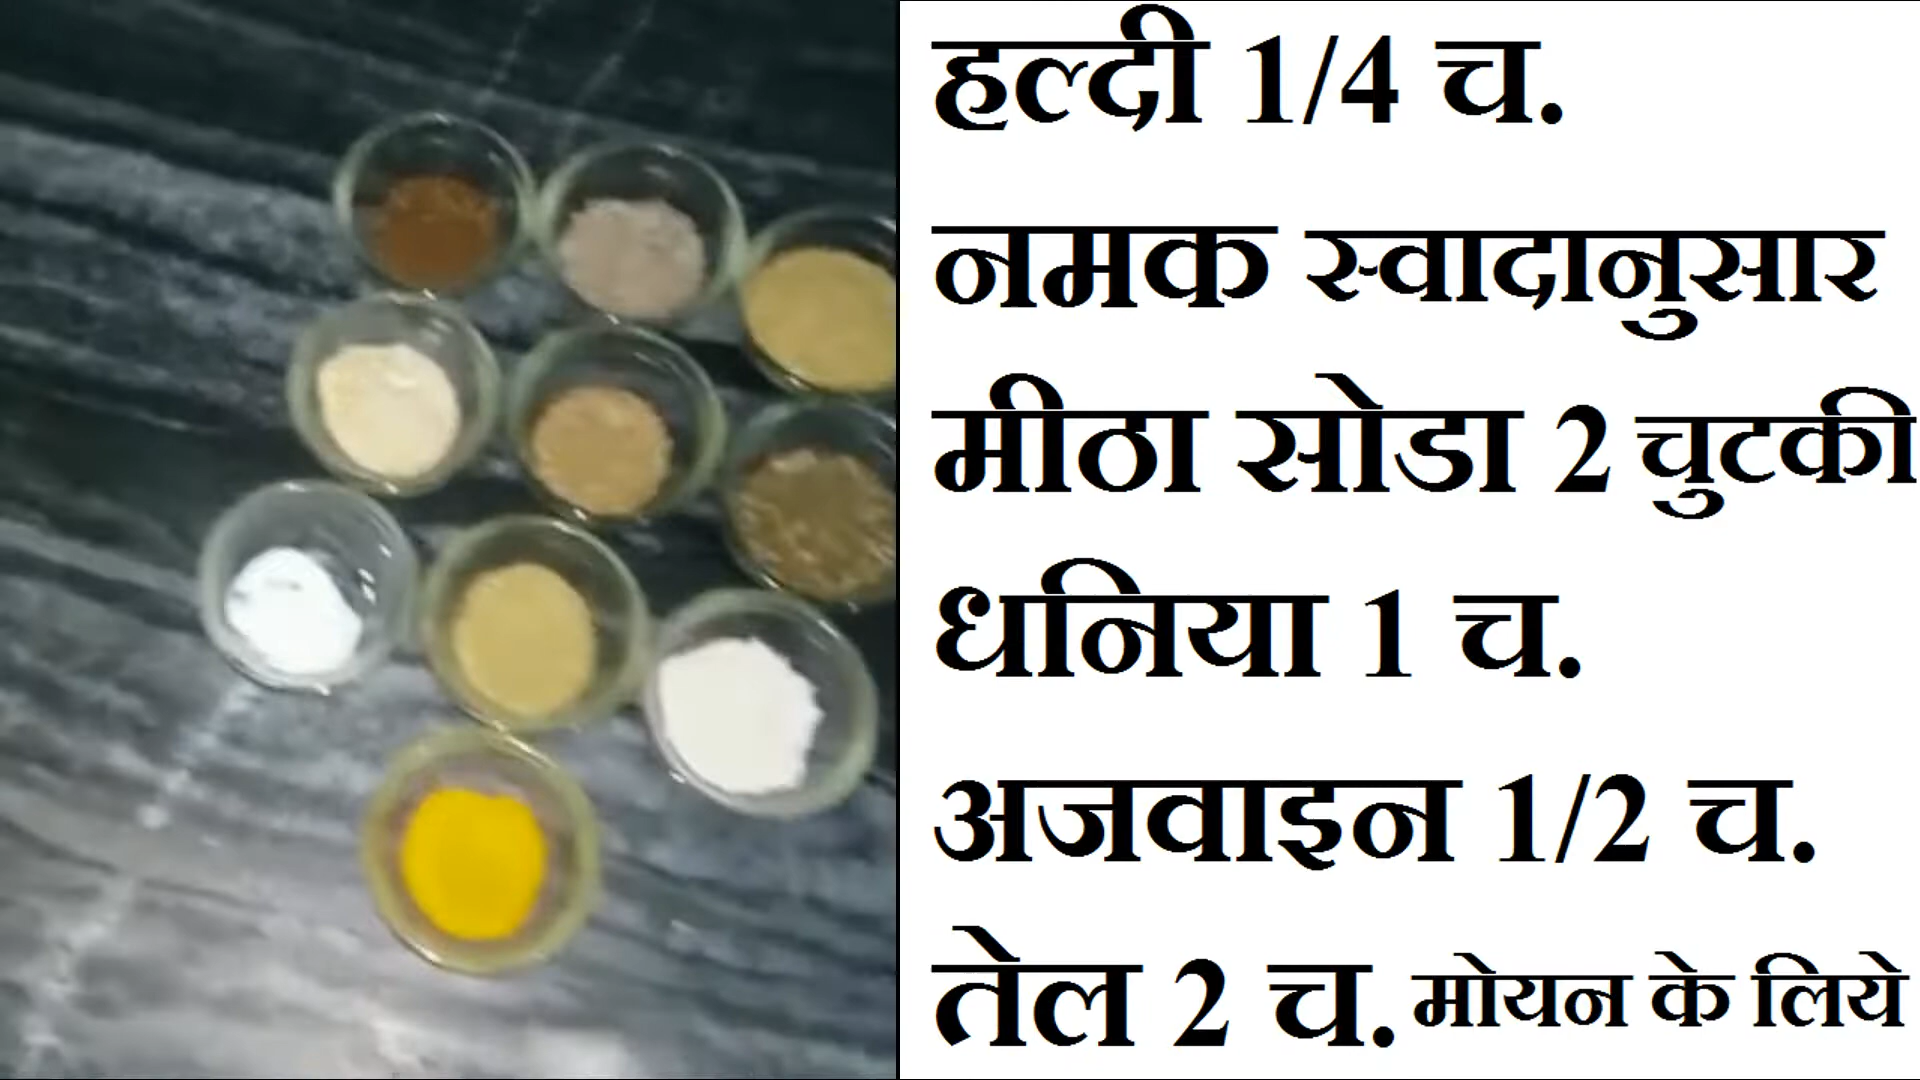 हल्दी 1/4 च.
नमक स्वादानुसार
मीठा सोडा 2 चुटकी
धनिया 1 च.
अजवाइन 1/2 च.
तेल 2 च. मोयन के लिये